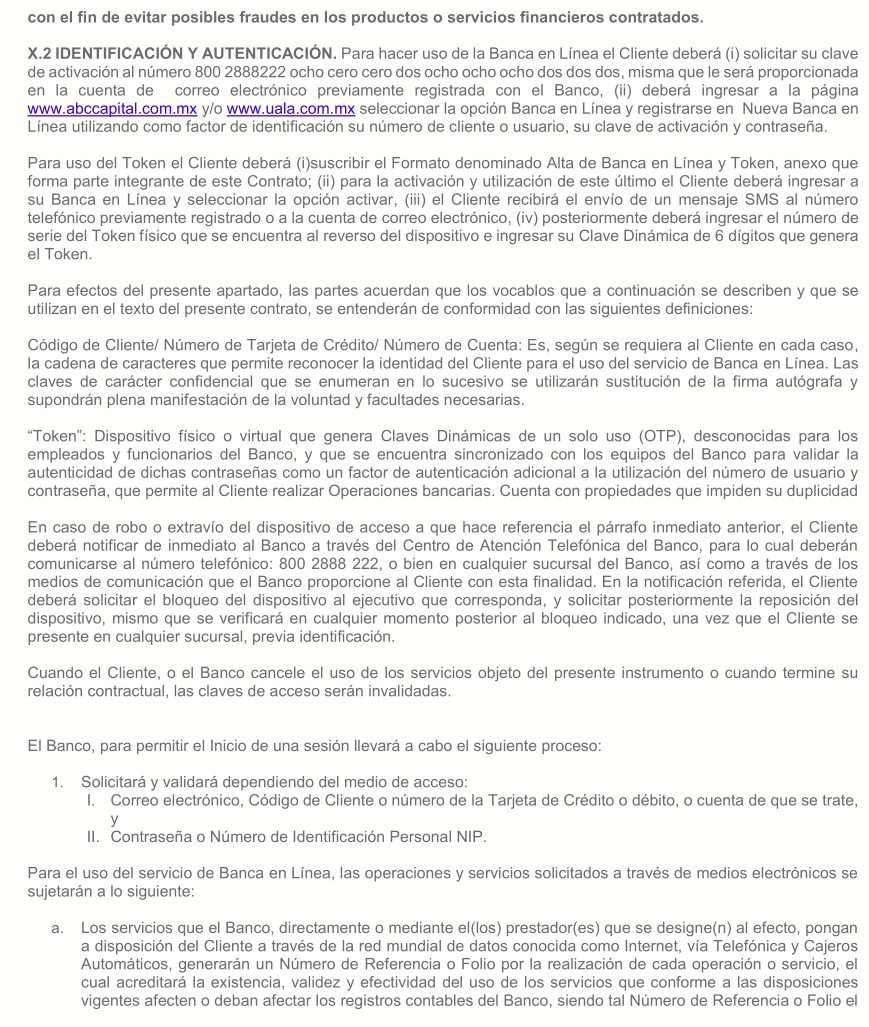 con el fin de evitar posibles fraudes en los productos o servicios financieros contratados.
X.2 IDENTIFICACIÓN Y AUTENTICACIÓN. Para hacer uso de la Banca en Línea el Cliente deberá (i) solicitar su clave
de activación al número 800 2888222 ocho cero cero dos ocho ocho ocho dos dos dos, misma que le será proporcionada
en la cuenta de correo electrónico previamente registrada con el Banco, (ii) deberá ingresar a la página
www.abccapital.com.mx y/o www.uala.com.mx seleccionar la opción Banca en Línea y registrarse en Nueva Banca en
Línea utilizando como factor de identificación su número de cliente o usuario, su clave de activación y contraseña.
Para uso del Token el Cliente deberá (i)suscribir el Formato denominado Alta de Banca en Línea y Token, anexo que
forma parte integrante de este Contrato; (ii) para la activación y utilización de este último el Cliente deberá ingresar a
su Banca en Línea y seleccionar la opción activar, (iii) el Cliente recibirá el envío de un mensaje SMS al número
telefónico previamente registrado o a la cuenta de correo electrónico, (iv) posteriormente deberá ingresar el número de
serie del Token físico que se encuentra al reverso del dispositivo e ingresar su Clave Dinámica de 6 dígitos que genera
el Token.
Para efectos del presente apartado, las partes acuerdan que los vocablos que a continuación se describen y que se
utilizan en el texto del presente contrato, se entenderán de conformidad con las siguientes definiciones:
Código de Cliente/ Número de Tarjeta de Crédito/ Número de Cuenta: Es, según se requiera al Cliente en cada caso,
la cadena de caracteres que permite reconocer la identidad del Cliente para el uso del servicio de Banca en Línea. Las
claves de carácter confidencial que se enumeran en lo sucesivo se utilizarán sustitución de la firma autógrafa y
supondrán plena manifestación de la voluntad y facultades necesarias.
“Token”: Dispositivo físico o virtual que genera Claves Dinámicas de un solo uso (OTP), desconocidas para los
empleados y funcionarios del Banco, y que se encuentra sincronizado con los equipos del Banco para validar la
autenticidad de dichas contraseñas como un factor de autenticación adicional a la utilización del número de usuario y
contraseña, que permite al Cliente realizar Operaciones bancarias. Cuenta con propiedades que impiden su duplicidad
En caso de robo o extravío del dispositivo de acceso a que hace referencia el párrafo inmediato anterior, el Cliente
deberá notificar de inmediato al Banco a través del Centro de Atención Telefónica del Banco, para lo cual deberán
comunicarse al número telefónico: 800 2888 222, o bien en cualquier sucursal del Banco, así como a través de los
medios de comunicación que el Banco proporcione al Cliente con esta finalidad. En la notificación referida, el Cliente
deberá solicitar el bloqueo del dispositivo al ejecutivo que corresponda, y solicitar posteriormente la reposición del
dispositivo, mismo que se verificará en cualquier momento posterior al bloqueo indicado, una vez que el Cliente se
presente en cualquier sucursal, previa identificación.
Cuando el Cliente, o el Banco cancele el uso de los servicios objeto del presente instrumento o cuando termine su
relación contractual, las claves de acceso serán invalidadas.
El Banco, para permitir el Inicio de una sesión llevará a cabo el siguiente proceso:
1. Solicitará y validará dependiendo del medio de acceso:
I. Correo electrónico, Código de Cliente o número de la Tarjeta de Crédito o débito, o cuenta de que se trate,
y
II. Contraseña o Número de Identificación Personal NIP.
Para el uso del servicio de Banca en Línea, las operaciones y servicios solicitados a través de medios electrónicos se
sujetarán a lo siguiente:
a. Los servicios que el Banco, directamente o mediante el(los) prestador(es) que se designe(n) al efecto, pongan
a disposición del Cliente a través de la red mundial de datos conocida como Internet, vía Telefónica y Cajeros
Automáticos, generarán un Número de Referencia o Folio por la realización de cada operación o servicio, el
cual acreditará la existencia, validez y efectividad del uso de los servicios que conforme a las disposiciones
vigentes afecten o deban afectar los registros contables del Banco, siendo tal Número de Referencia o Folio el